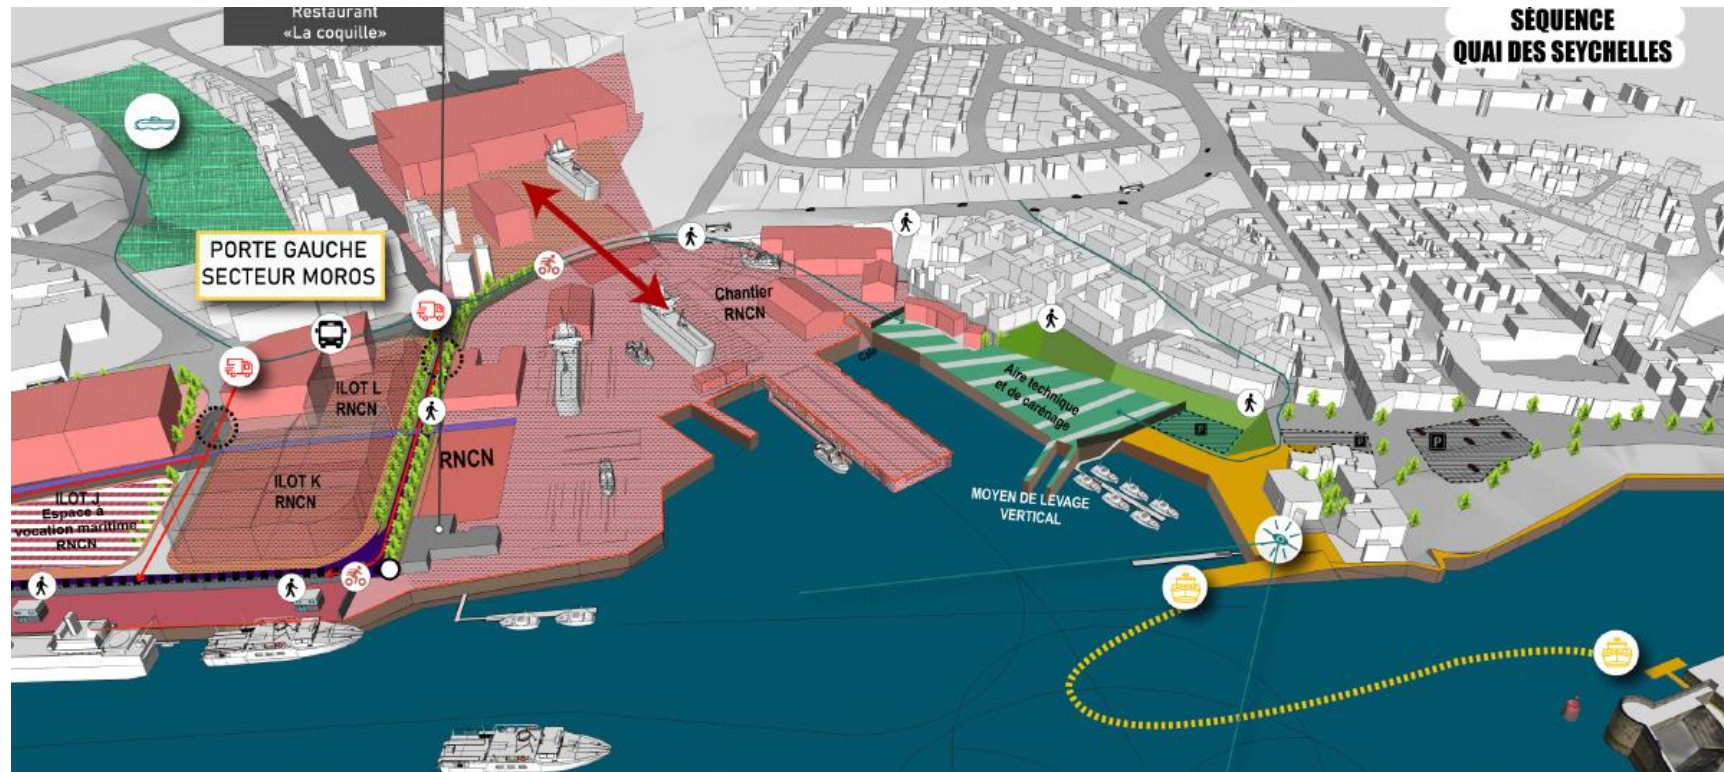 Restaurant
«La coquille»
SÉQUENCE
QUAI DES SEYCHELLES
PORTE GAUCHE
SECTEUR MOROS
Chantier
RNCN
Cale
Aire technique
et de carénage
ILOT L
RNCN
RNCN
ILOT K
RNCN
ILOT J
Espace à
vocation maritime
RNCN
MOYEN DE LEVAGE
VERTICAL
P
P
P